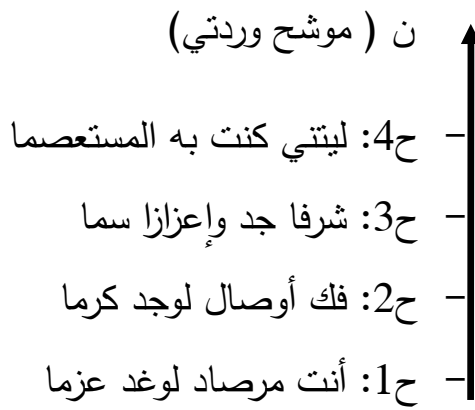 ن ( موشح وردتي)
ح4: ليتني كنت به المستعصما
ح3: شرفا جد وإعزازا سما
ح2: فك أوصال لوجد كرما
ح1: أنت مرصاد لوغد عزما